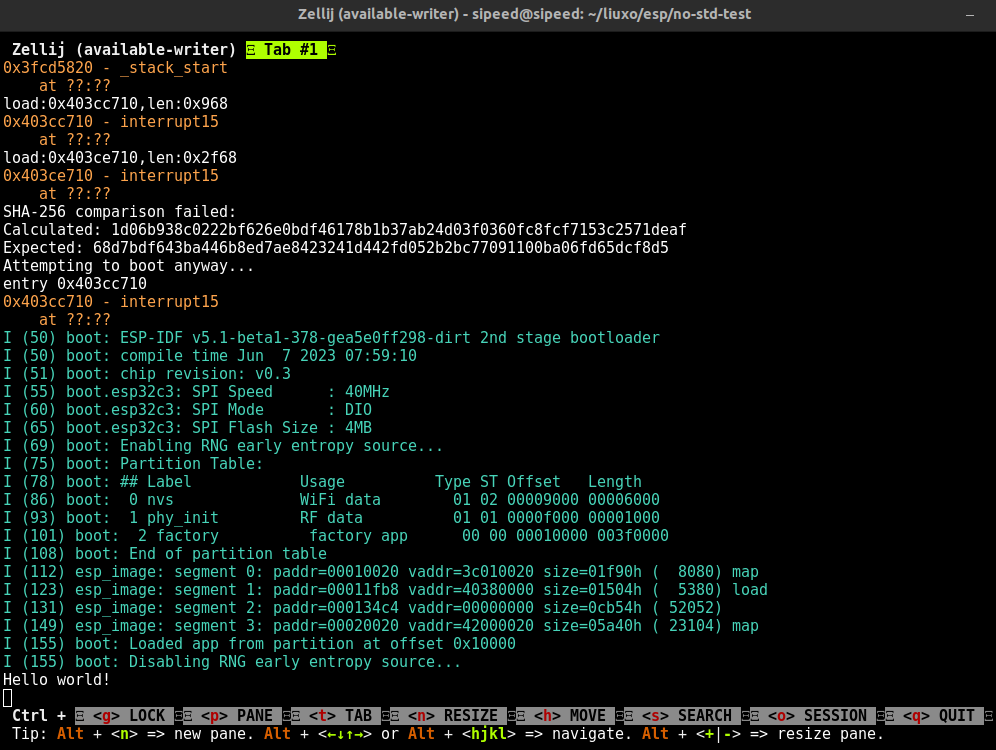 Zellij (available-writer) - sipeed@sipeed: ~/liuxo/esp/no-std-test
Zellij (available-writer) Tab #1
0x3fcd5820 - _stack_start
    at ??:??
load:0x403cc710,len:0x968
0x403cc710 - interrupt15
    at ??:??
load:0x403ce710,len:0x2f68
0x403ce710 - interrupt15
    at ??:??
SHA-256 comparison failed:
Calculated: 1d06b938c0222bf626e0bdf46178b1b37ab24d03f0360fc8fcf7153c2571deaf
Expected: 68d7bdf643ba446b8ed7ae8423241d442fd052b2bc77091100ba06fd65dcf8d5
Attempting to boot anyway...
entry 0x403cc710
0x403cc710 - interrupt15
    at ??:??
I (50) boot: ESP-IDF v5.1-beta1-378-gea5e0ff298-dirt 2nd stage bootloader
I (50) boot: compile time Jun  7 2023 07:59:10
I (51) boot: chip revision: v0.3
I (55) boot.esp32c3: SPI Speed      : 40MHz
I (60) boot.esp32c3: SPI Mode       : DIO
I (65) boot.esp32c3: SPI Flash Size : 4MB
I (69) boot: Enabling RNG early entropy source...
I (75) boot: Partition Table:
I (78) boot: ## Label            Usage          Type ST Offset   Length
I (86) boot:  0 nvs              WiFi data        01 02 00009000 00006000
I (93) boot:  1 phy_init         RF data          01 01 0000f000 00001000
I (101) boot:  2 factory          factory app      00 00 00010000 003f0000
I (108) boot: End of partition table
I (112) esp_image: segment 0: paddr=00010020 vaddr=3c010020 size=01f90h (  8080) map
I (123) esp_image: segment 1: paddr=00011fb8 vaddr=40380000 size=01504h (  5380) load
I (131) esp_image: segment 2: paddr=000134c4 vaddr=00000000 size=0cb54h ( 52052)
I (149) esp_image: segment 3: paddr=00020020 vaddr=42000020 size=05a40h ( 23104) map
I (155) boot: Loaded app from partition at offset 0x10000
I (155) boot: Disabling RNG early entropy source...
Hello world!
Ctrl + <g> LOCK <p> PANE <t> TAB <n> RESIZE <h> MOVE <s> SEARCH <o> SESSION <q> QUIT
Tip: Alt + <n> => new pane. Alt + <←↓↑→> or Alt + <hjkl> => navigate. Alt + <+|-> => resize pane.